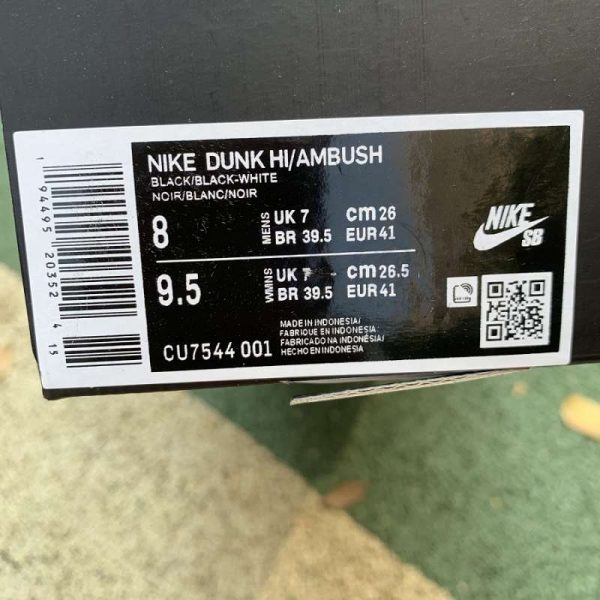 NIKE DUNK HI/AMBUSH
BLACK/BLACK-WHITE
NOIR/BLANC/NOIR
8 MENS UK 7 cm 26
BR 39.5 EUR 41
9.5 WMNS UK 7 cm 26.5
BR 39.5 EUR 41
NIKE
SB
CU7544 001
MADE IN INDONESIA/
FABRIQUE EN INDONESIE/
FABRICADO NA INDONÉSIA/
HECHO EN INDONESIA
1 94495 20352 4 15